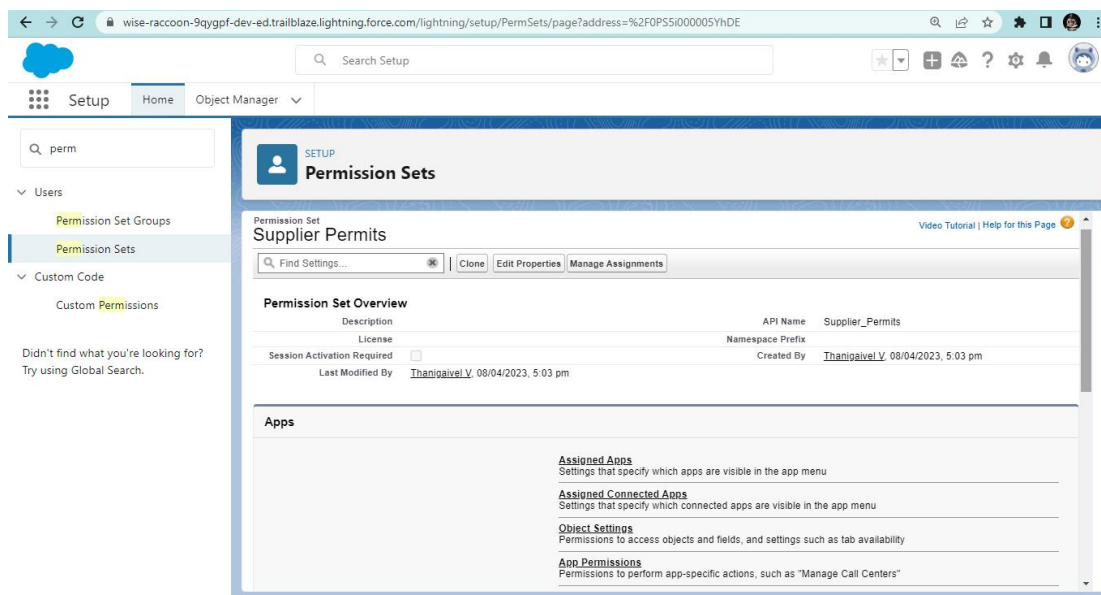 wise-raccoon-9qygpf-dev-ed.trailblaze.lightning.force.com/lightning/setup/PermSets/page?address=%2F0PS5i000005YhDE
Search Setup
Setup Home Object Manager
perm
Users
Permission Set Groups
Permission Sets
Custom Code
Custom Permissions
Didn't find what you're looking for?
Try using Global Search.
SETUP
Permission Sets
Permission Set
Supplier Permits
Video Tutorial | Help for this Page
Find Settings... Clone Edit Properties Manage Assignments
Permission Set Overview
Description API Name Supplier_Permits
License Namespace Prefix
Session Activation Required Created By Thanigaivel V, 08/04/2023, 5:03 pm
Last Modified By Thanigaivel V, 08/04/2023, 5:03 pm
Apps
Assigned Apps
Settings that specify which apps are visible in the app menu
Assigned Connected Apps
Settings that specify which connected apps are visible in the app menu
Object Settings
Permissions to access objects and fields, and settings such as tab availability
App Permissions
Permissions to perform app-specific actions, such as "Manage Call Centers"